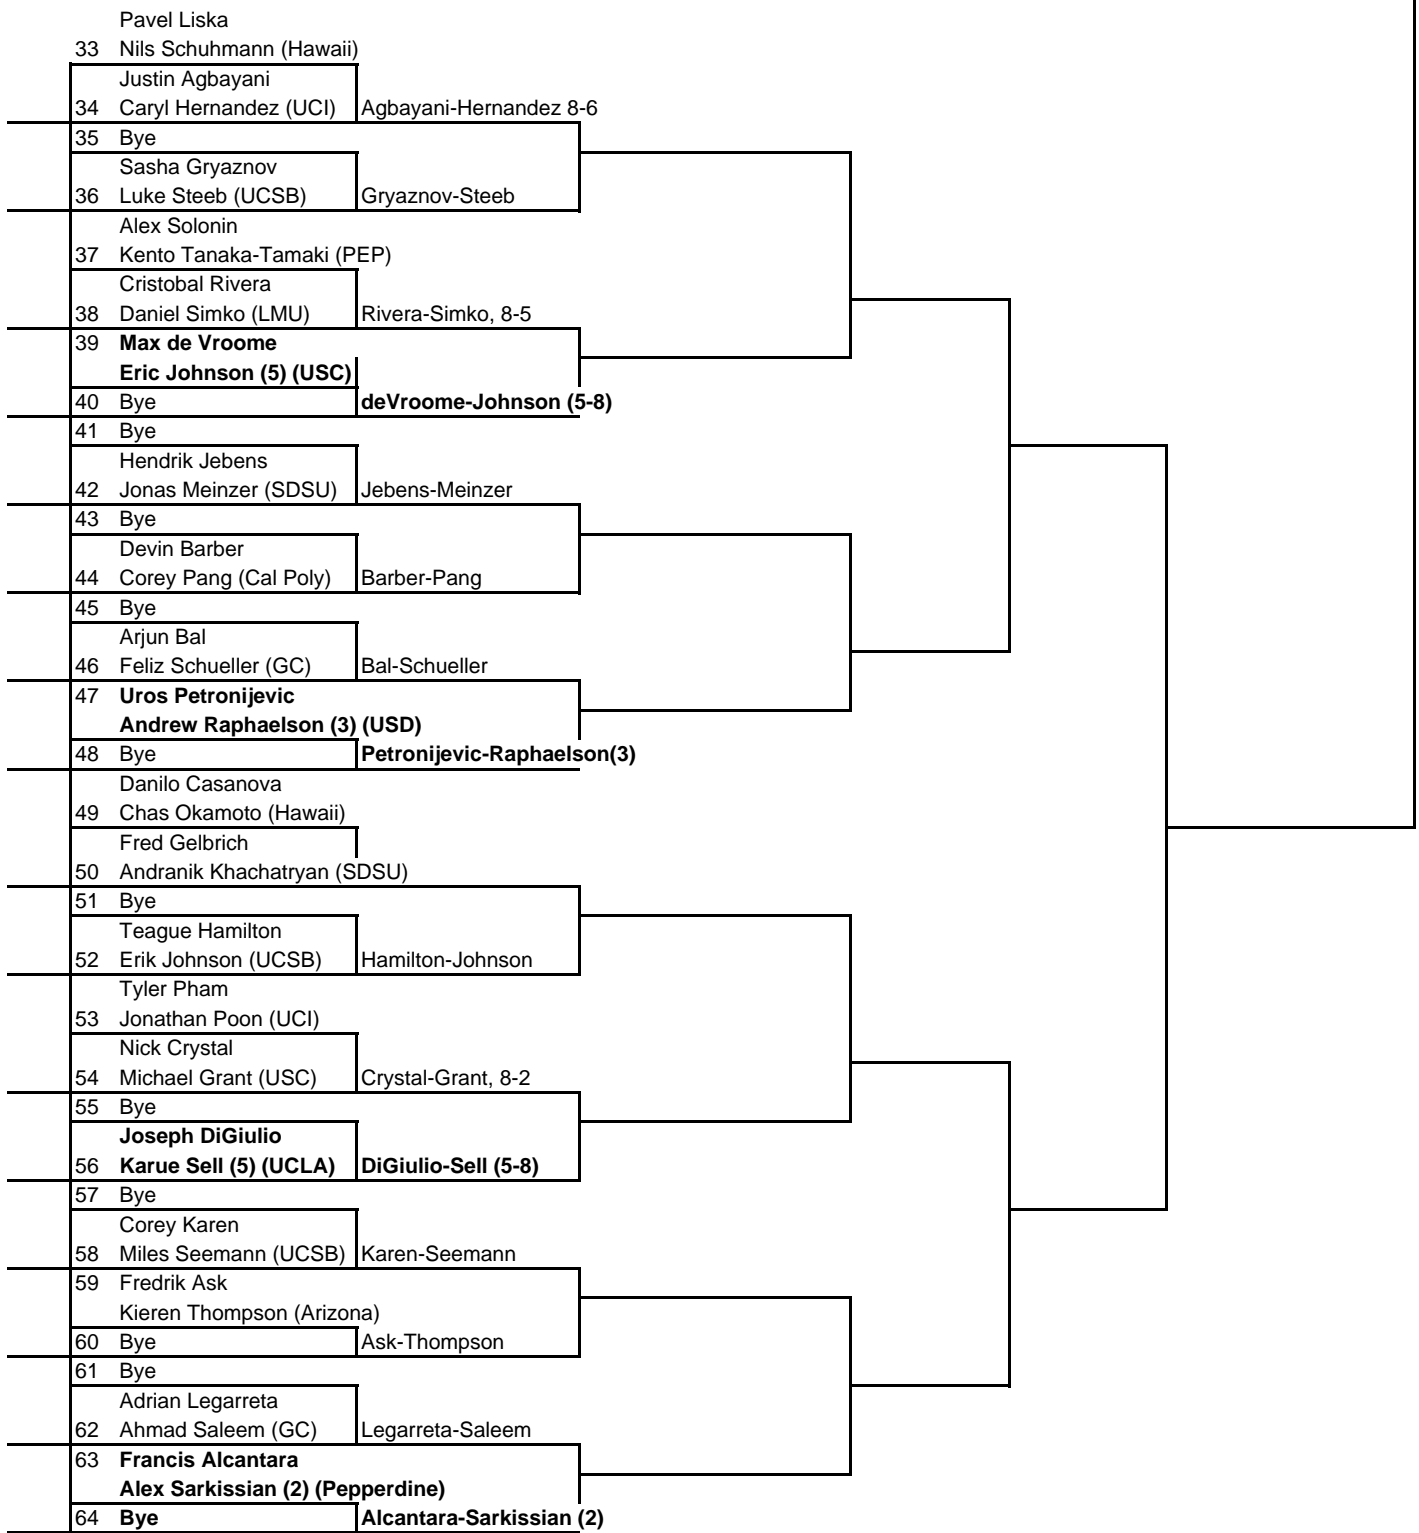 Pavel Liska
33 Nils Schuhmann (Hawaii)
Justin Agbayani
34 Caryl Hernandez (UCI) Agbayani-Hernandez 8-6
35 Bye
Sasha Gryaznov
36 Luke Steeb (UCSB) Gryaznov-Steeb
Alex Solonin
37 Kento Tanaka-Tamaki (PEP)
Cristobal Rivera
38 Daniel Simko (LMU) Rivera-Simko, 8-5
39 Max de Vroome
Eric Johnson (5) (USC)
40 Bye deVroome-Johnson (5-8)
41 Bye
Hendrik Jebens
42 Jonas Meinzer (SDSU) Jebens-Meinzer
43 Bye
Devin Barber
44 Corey Pang (Cal Poly) Barber-Pang
45 Bye
Arjun Bal
46 Feliz Schueller (GC) Bal-Schueller
47 Uros Petronijevic
Andrew Raphaelson (3) (USD)
48 Bye Petronijevic-Raphaelson(3)
Danilo Casanova
49 Chas Okamoto (Hawaii)
Fred Gelbrich
50 Andranik Khachatryan (SDSU)
51 Bye
Teague Hamilton
52 Erik Johnson (UCSB) Hamilton-Johnson
Tyler Pham
53 Jonathan Poon (UCI)
Nick Crystal
54 Michael Grant (USC) Crystal-Grant, 8-2
55 Bye
Joseph DiGiulio
56 Karue Sell (5) (UCLA) DiGiulio-Sell (5-8)
57 Bye
Corey Karen
58 Miles Seemann (UCSB) Karen-Seemann
59 Fredrik Ask
Kieren Thompson (Arizona)
60 Bye Ask-Thompson
61 Bye
Adrian Legarreta
62 Ahmad Saleem (GC) Legarreta-Saleem
63 Francis Alcantara
Alex Sarkissian (2) (Pepperdine)
64 Bye Alcantara-Sarkissian (2)